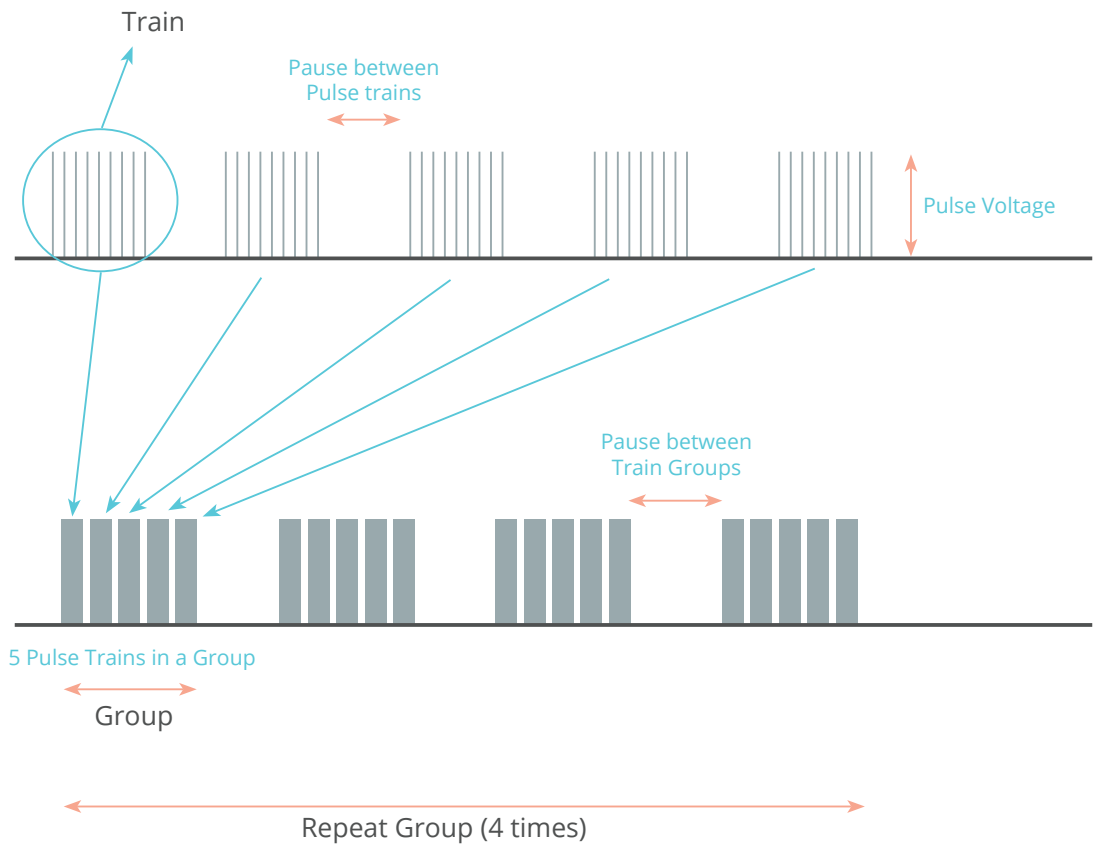 Train
Pause between
Pulse trains
Pulse Voltage
Pause between
Train Groups
5 Pulse Trains in a Group
Group
Repeat Group (4 times)